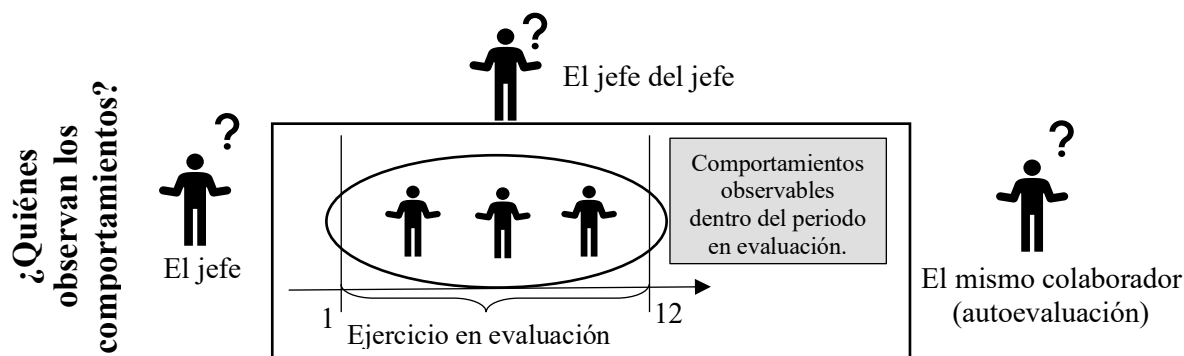 ¿Quiénes
observan los
comportamientos?
?
El jefe del jefe
?
El jefe
Comportamientos
observables
dentro del periodo
en evaluación.
1
12
Ejercicio en evaluación
?
El mismo colaborador
(autoevaluación)